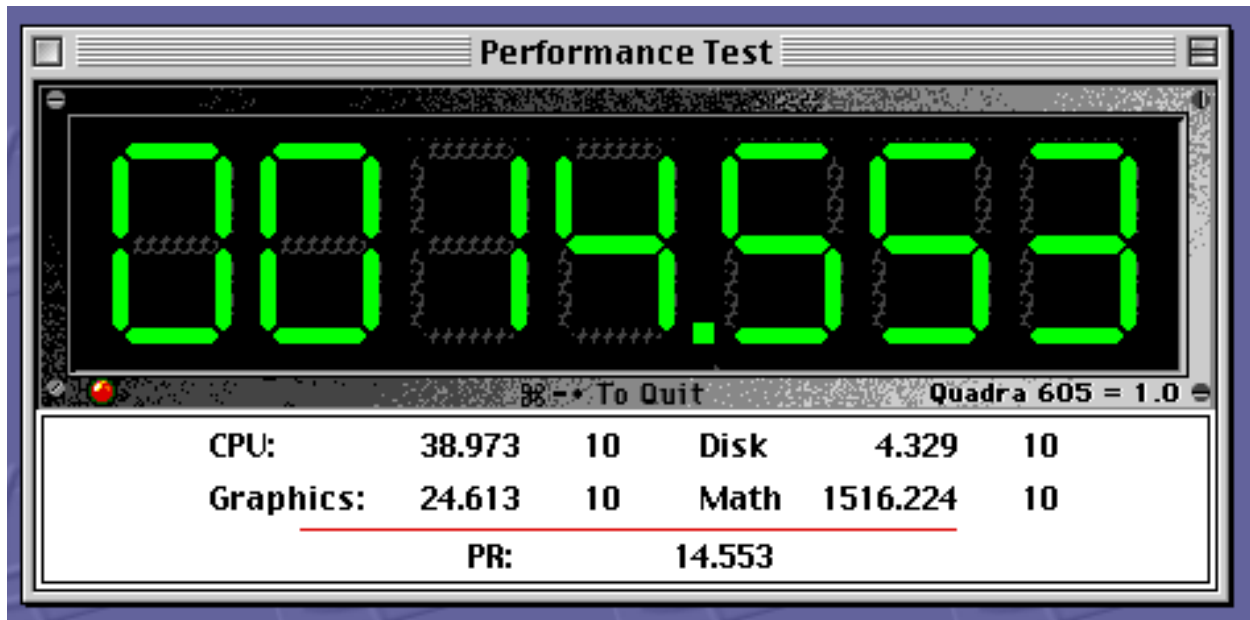 Performance Test
0014.553
⌘-• To Quit Quadra 605 = 1.0
CPU: 38.973 10 Disk 4.329 10
Graphics: 24.613 10 Math 1516.224 10
PR: 14.553